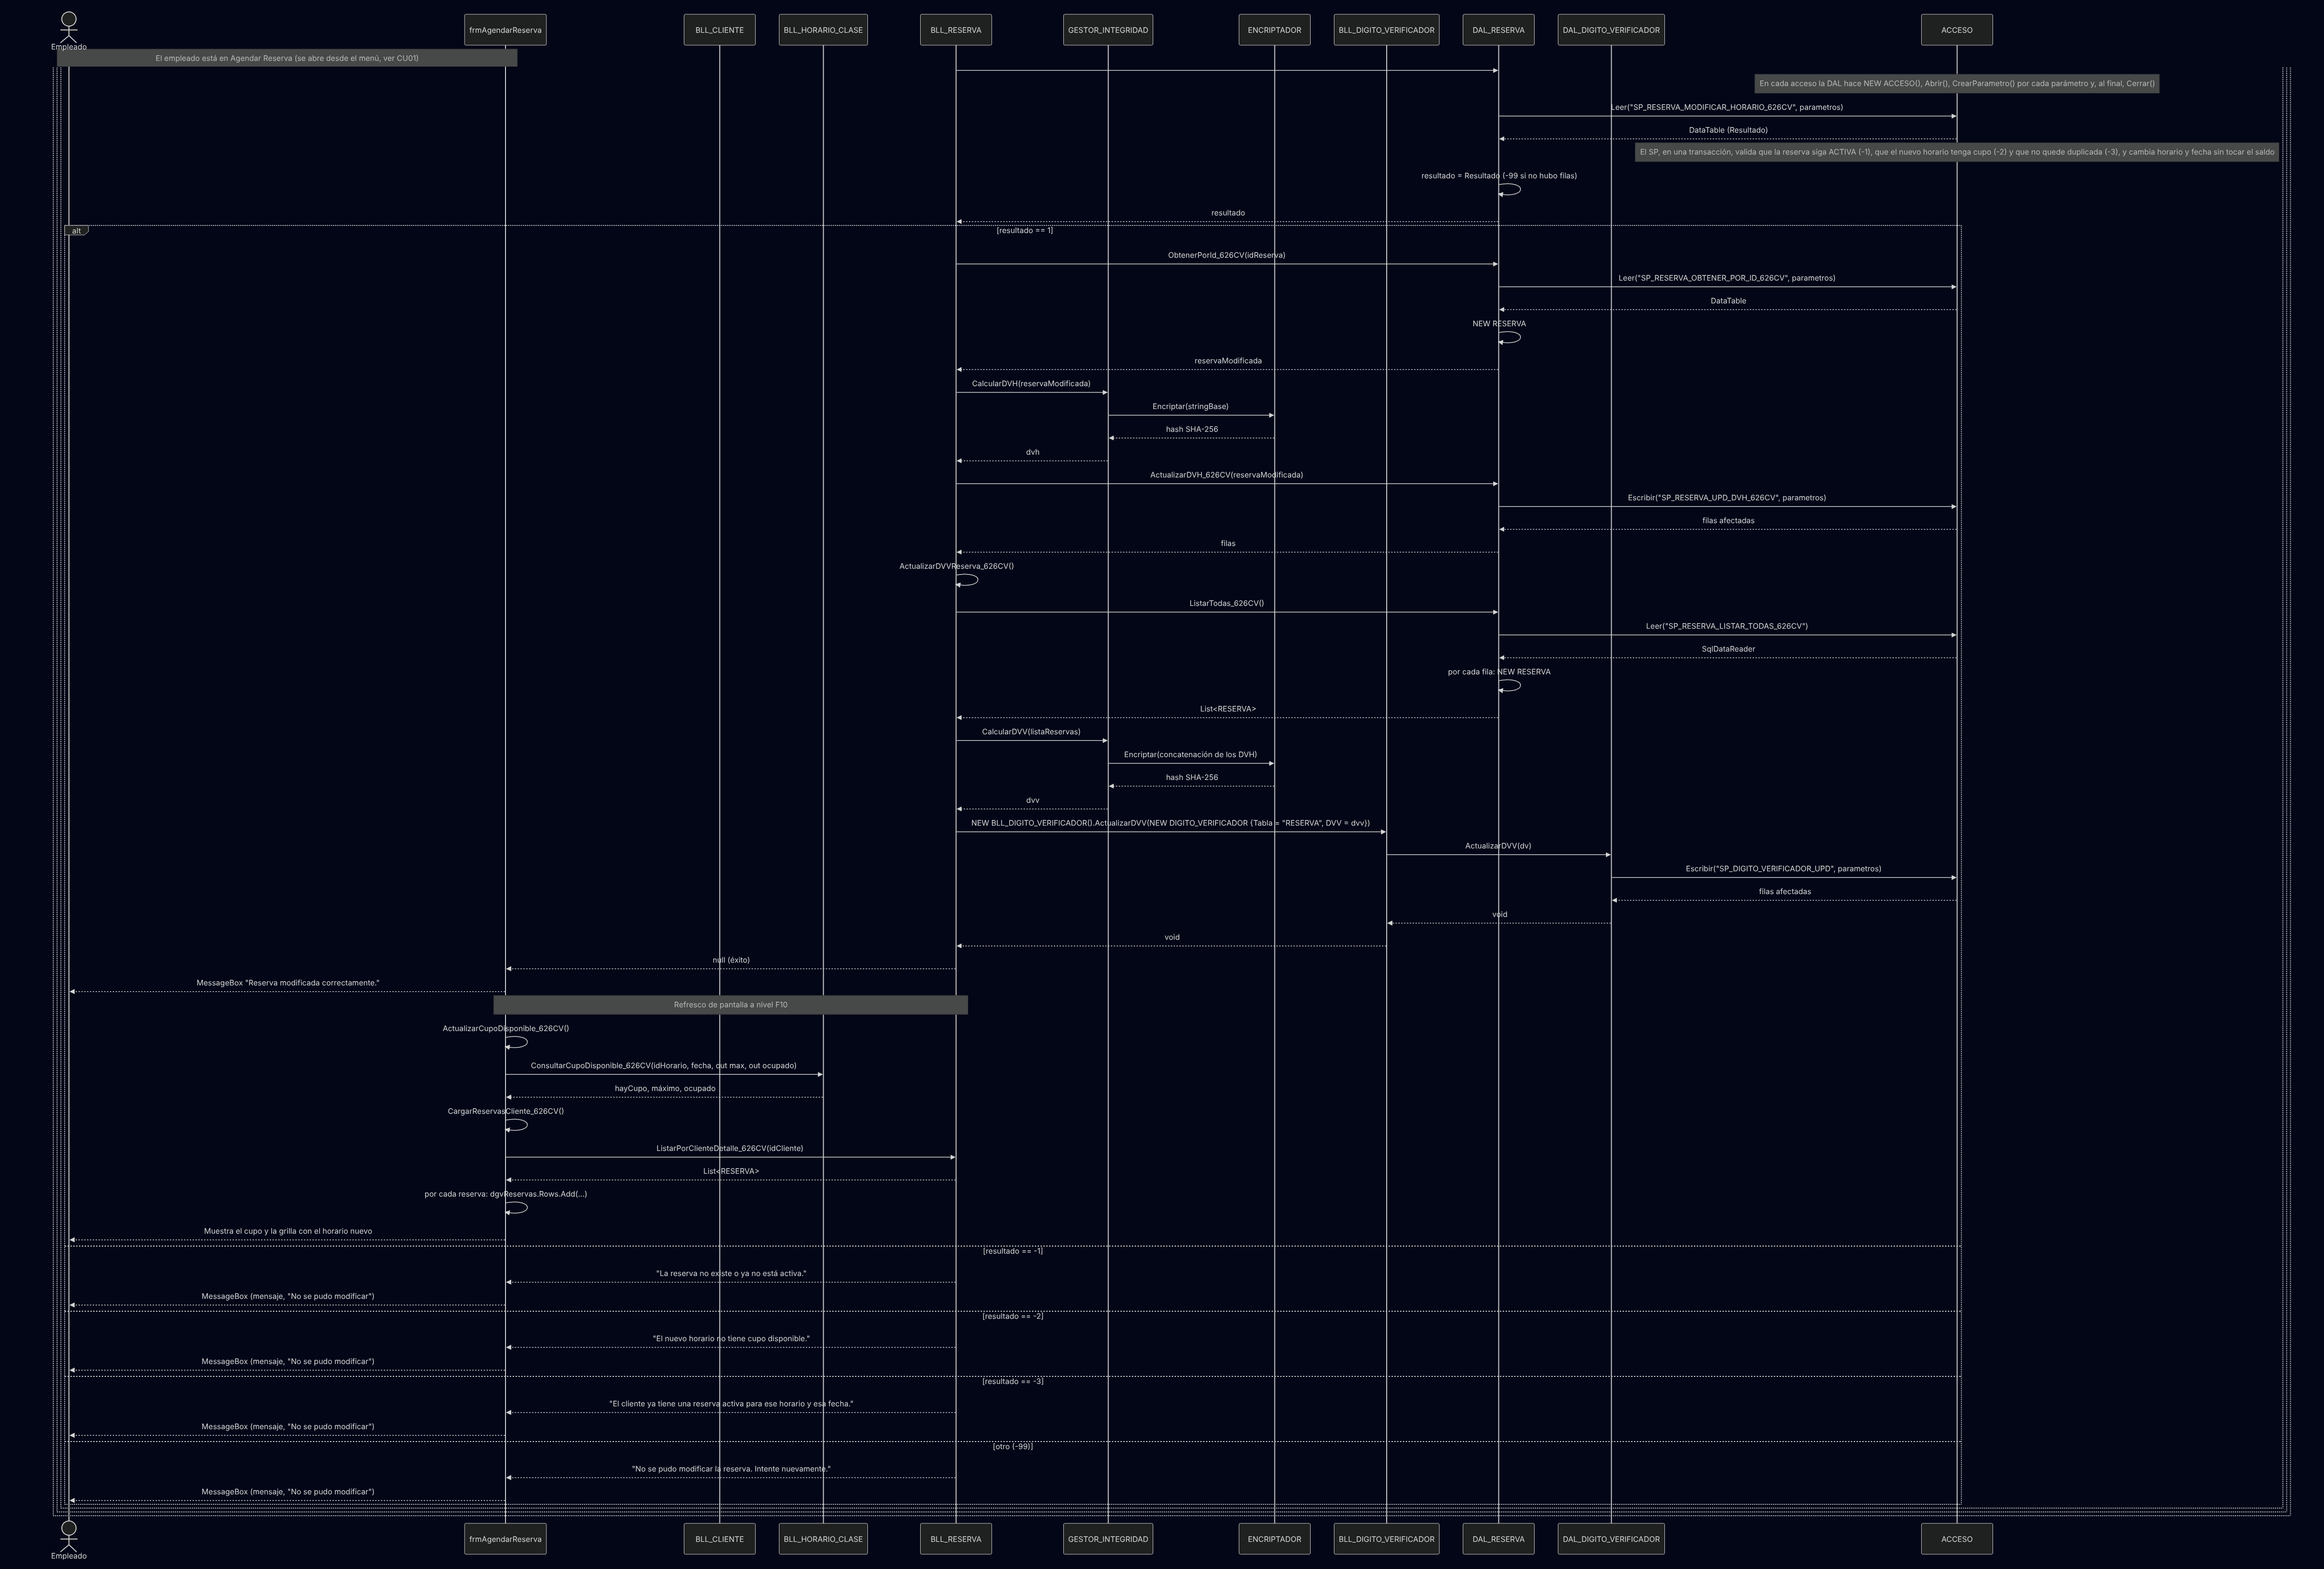 frmAgendarReserva
BLL_CLIENTE
BLL_HORARIO_CLASE
BLL_RESERVA
GESTOR_INTEGRIDAD
ENCRIPTADOR
BLL_DIGITO_VERIFICADOR
DAL_RESERVA
DAL_DIGITO_VERIFICADOR
ACCESO
Empleado
El empleado está en Agendar Reserva (se abre desde el menú, ver CU01)
En cada acceso la DAL hace NEW ACCESO(), Abrir(), CrearParametro() por cada parámetro y, al final, Cerrar()
Leer("SP_RESERVA_MODIFICAR_HORARIO_626CV", parametros)
DataTable (Resultado)
El SP, en una transacción, valida que la reserva siga ACTIVA (-1), que el nuevo horario tenga cupo (-2) y que no quede duplicada (-3), y cambia horario y fecha sin tocar el saldo
resultado = Resultado (-99 si no hubo filas)
resultado
alt
[resultado == 1]
ObtenerPorId_626CV(idReserva)
Leer("SP_RESERVA_OBTENER_POR_ID_626CV", parametros)
DataTable
NEW RESERVA
reservaModificada
CalcularDVH(reservaModificada)
Encriptar(stringBase)
hash SHA-256
dvh
ActualizarDVH_626CV(reservaModificada)
Escribir("SP_RESERVA_UPD_DVH_626CV", parametros)
filas afectadas
filas
ActualizarDVVReserva_626CV()
ListarTodas_626CV()
Leer("SP_RESERVA_LISTAR_TODAS_626CV")
SqlDataReader
por cada fila: NEW RESERVA
List<RESERVA>
CalcularDVV(listaReservas)
Encriptar(concatenación de los DVH)
hash SHA-256
dvv
NEW BLL_DIGITO_VERIFICADOR().ActualizarDVV(NEW DIGITO_VERIFICADOR {Tabla = "RESERVA", DVV = dvv})
ActualizarDVV(dv)
Escribir("SP_DIGITO_VERIFICADOR_UPD", parametros)
filas afectadas
void
void
null (éxito)
MessageBox "Reserva modificada correctamente."
Refresco de pantalla a nivel F10
ActualizarCupoDisponible_626CV()
ConsultarCupoDisponible_626CV(idHorario, fecha, out max, out ocupado)
hayCupo, máximo, ocupado
CargarReservasCliente_626CV()
ListarPorClienteDetalle_626CV(idCliente)
List<RESERVA>
por cada reserva: dgvReservas.Rows.Add(...)
Muestra el cupo y la grilla con el horario nuevo
[resultado == -1]
"La reserva no existe o ya no está activa."
MessageBox (mensaje, "No se pudo modificar")
[resultado == -2]
"El nuevo horario no tiene cupo disponible."
MessageBox (mensaje, "No se pudo modificar")
[resultado == -3]
"El cliente ya tiene una reserva activa para ese horario y esa fecha."
MessageBox (mensaje, "No se pudo modificar")
[otro (-99)]
"No se pudo modificar la reserva. Intente nuevamente."
MessageBox (mensaje, "No se pudo modificar")
frmAgendarReserva
BLL_CLIENTE
BLL_HORARIO_CLASE
BLL_RESERVA
GESTOR_INTEGRIDAD
ENCRIPTADOR
BLL_DIGITO_VERIFICADOR
DAL_RESERVA
DAL_DIGITO_VERIFICADOR
ACCESO
Empleado